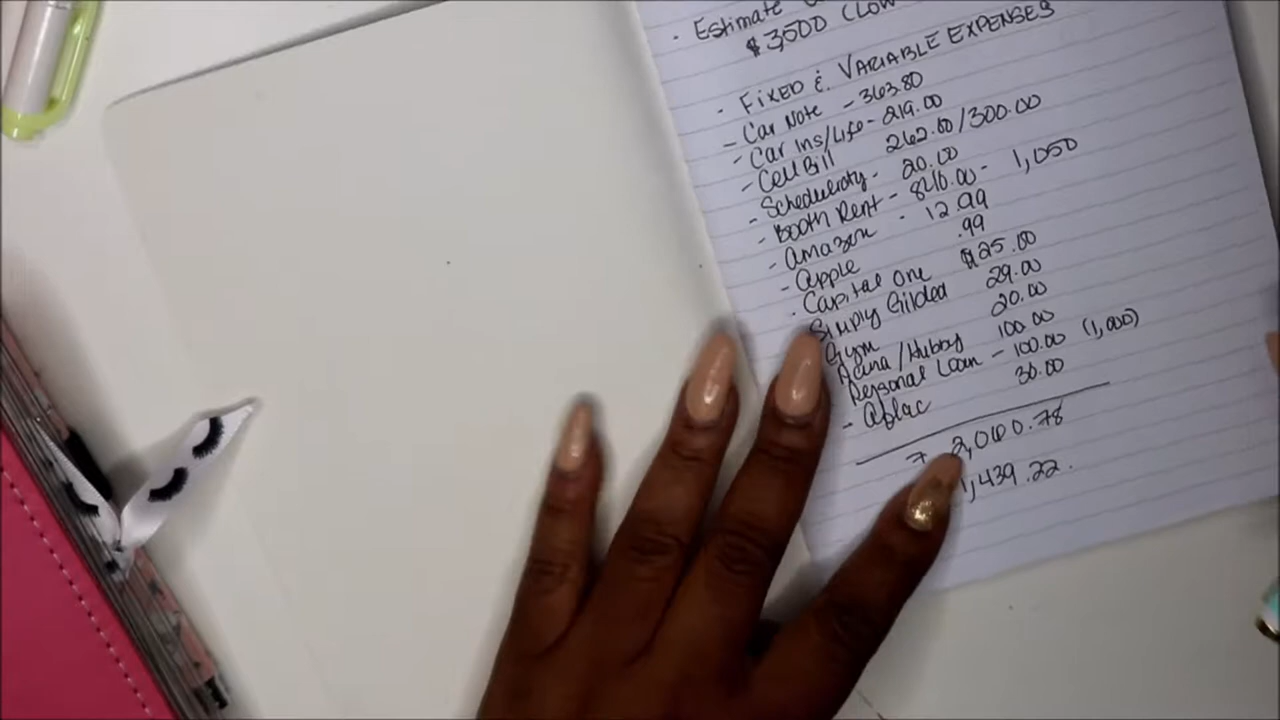 · Estimate
$3,500 (LOW
· FIXED & VARIABLE EXPENSES
- Car Note - 363.80
- Car Ins/Life - 219.00
- Cell Bill 262.00/300.00
- Schedulicity - 20.00
- Booth Rent - 840.00 - 1,050
- Amazon - 12.99
- Apple .99
· Capital One $25.00
Simply Gilded 29.00
Gym 20.00
/Hubby 100.00
Personal Loan - 100.00 (1,000)
- Aflac 30.00
2,060.78
1,439.22.